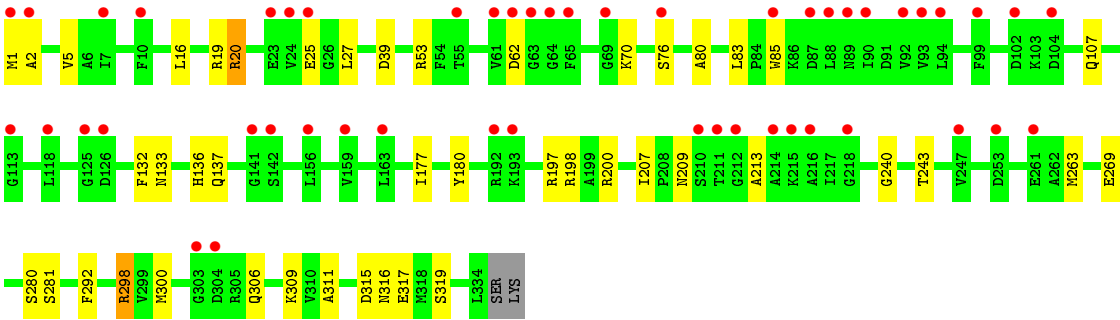 M1 A2 V5 A6 I7 F10 L16 R19 R20 E23 V24 E25 G26 L27 D39 R53 F54 T55 V61 D62 G63 G64 F65 G69 K70 S76 A80 L83 P84 W85 K86 D87 L88 N89 I90 D91 V92 V93 L94 F99 D102 K103 D104 Q107
G113 L118 G125 D126 F132 N133 H136 Q137 G141 S142 L156 V159 L163 I177 Y180 R192 K193 R197 R198 A199 R200 I207 P208 N209 S210 T211 G212 A213 A214 K215 A216 I217 G218 G240 T243 V247 D253 E261 A262 M263 E269
S280 S281 F292 R298 V299 M300 G303 D304 R305 Q306 K309 V310 A311 D315 N316 E317 M318 S319 L334 SER LYS